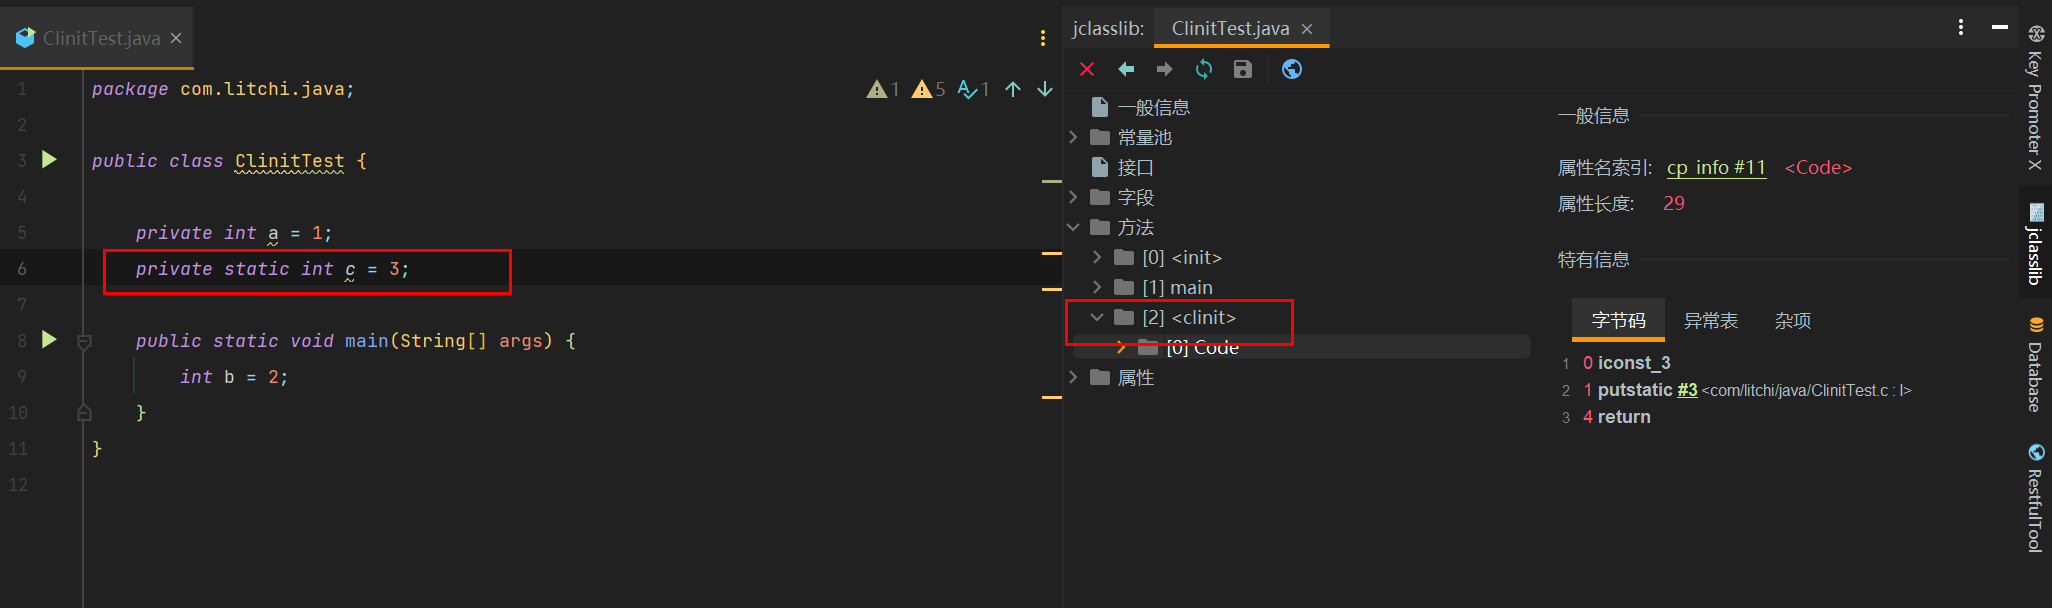 ClinitTest.java
1 package com.litchi.java;
2
3 public class ClinitTest {
4
5 private int a = 1;
6 private static int c = 3;
7
8 public static void main(String[] args) {
9 int b = 2;
10 }
11 }
12
1 5 1
jclasslib: ClinitTest.java
一般信息
常量池
接口
字段
方法
[0] <init>
[1] main
[2] <clinit>
[0] Code
属性
一般信息
属性名索引: cp_info #11 <Code>
属性长度: 29
特有信息
字节码 异常表 杂项
1 0 iconst_3
2 1 putstatic #3 <com/litchi/java/ClinitTest.c : I>
3 4 return
Key Promoter X
jclasslib
Database
RestfulTool